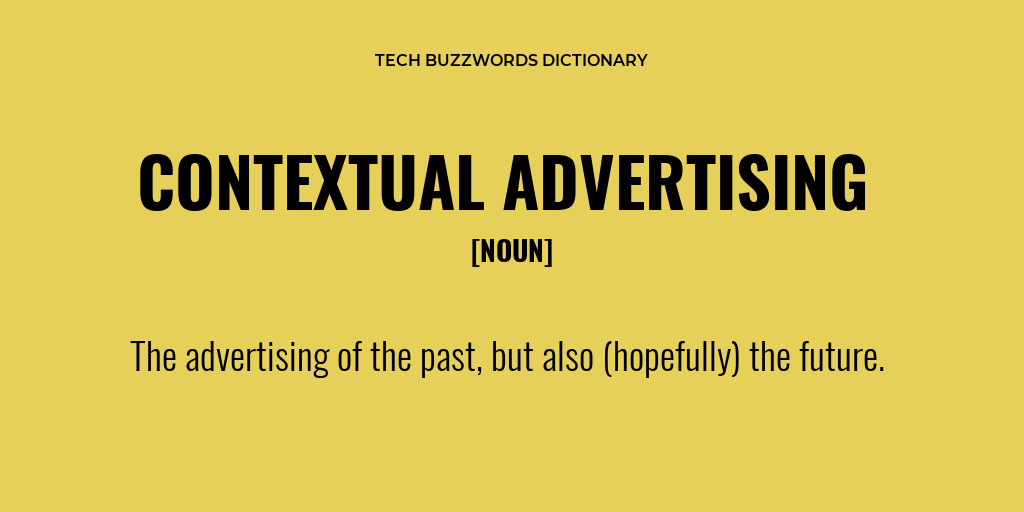 TECH BUZZWORDS DICTIONARY
CONTEXTUAL ADVERTISING
[NOUN]
The advertising of the past, but also (hopefully) the future.